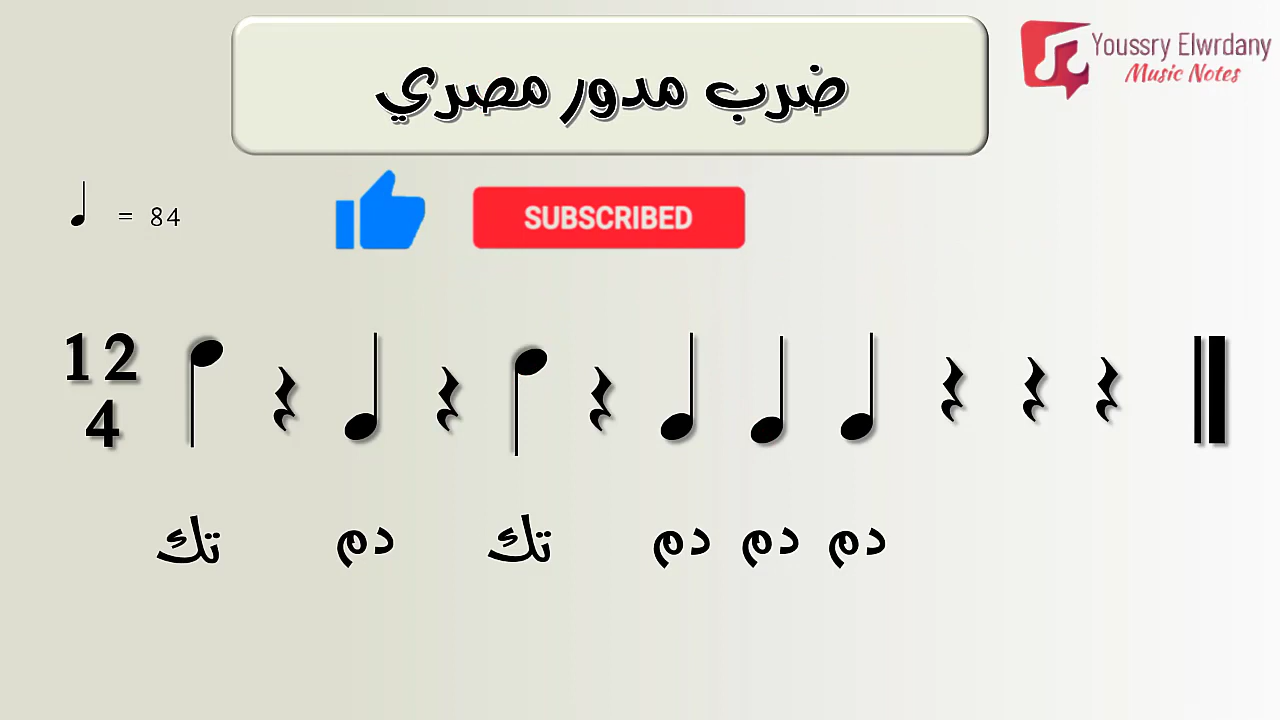 ضرب مدور مصري
Youssry Elwrdany
Music Notes
= 84
SUBSCRIBED
12
4
تك دم تك دم دم دم